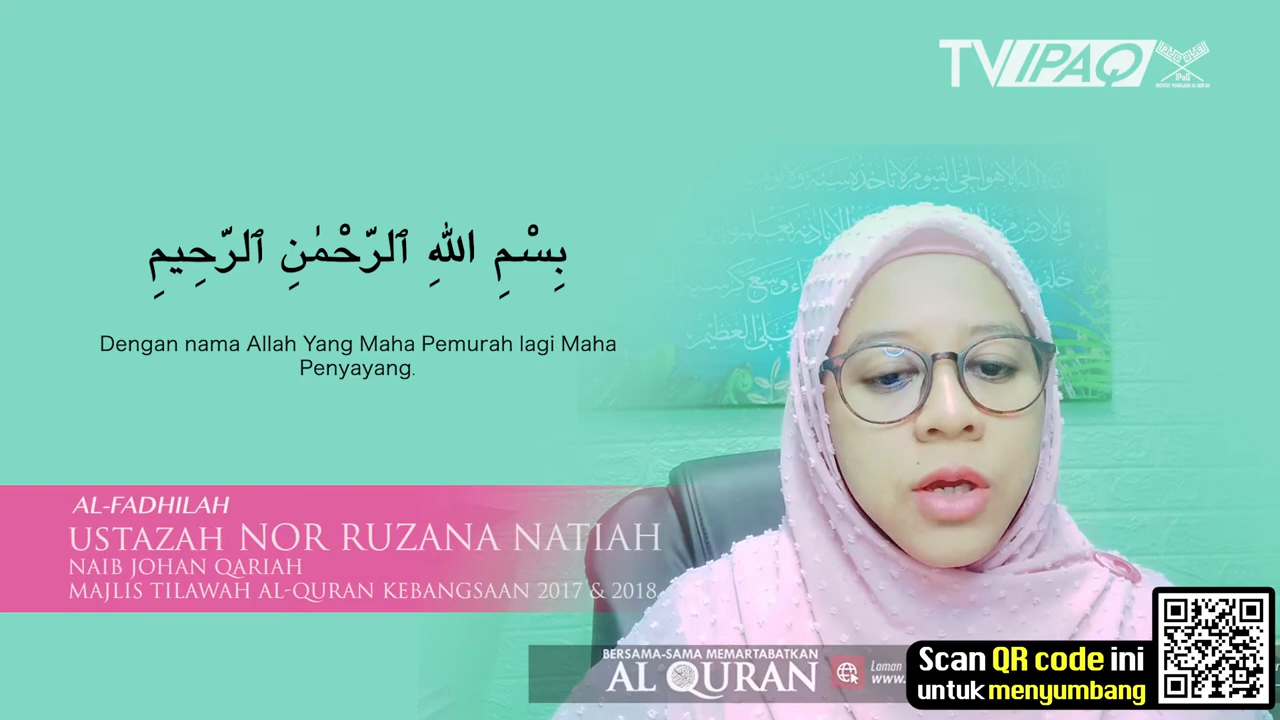 TVIPAQ
IPaQ
بِسْمِ اللهِ ٱلرَّحْمٰنِ ٱلرَّحِيمِ
Dengan nama Allah Yang Maha Pemurah lagi Maha
Penyayang.
AL-FADHILAH
USTAZAH NOR RUZANA NATIAH
NAIB JOHAN QARIAH
MAJLIS TILAWAH AL-QURAN KEBANGSAAN 2017 & 2018
BERSAMA-SAMA MEMARTABATKAN
AL QURAN
Laman
www.
Scan QR code ini
untuk menyumbang